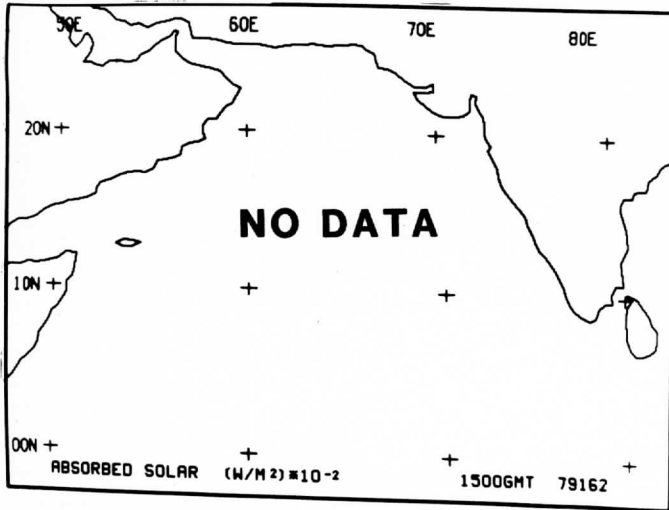 50E 60E 70E 80E
20N
NO DATA
10N
00N
ABSORBED SOLAR (W/M²)*10⁻² 1500GMT 79162